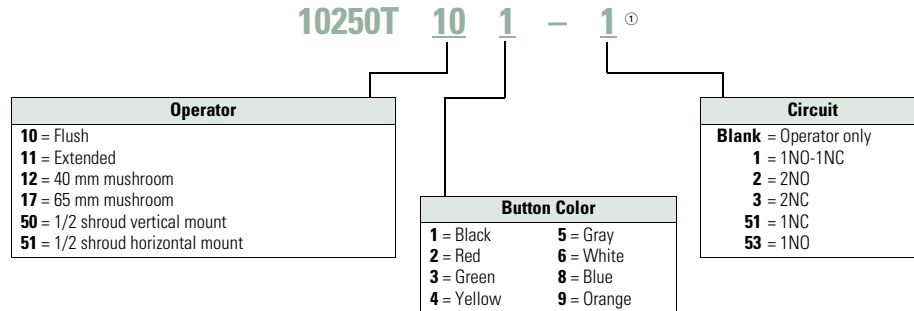 10250T 10 1 – 1 ①
Operator
10 = Flush
11 = Extended
12 = 40 mm mushroom
17 = 65 mm mushroom
50 = 1/2 shroud vertical mount
51 = 1/2 shroud horizontal mount
Button Color
1 = Black 5 = Gray
2 = Red 6 = White
3 = Green 8 = Blue
4 = Yellow 9 = Orange
Circuit
Blank = Operator only
1 = 1NO-1NC
2 = 2NO
3 = 2NC
51 = 1NC
53 = 1NO